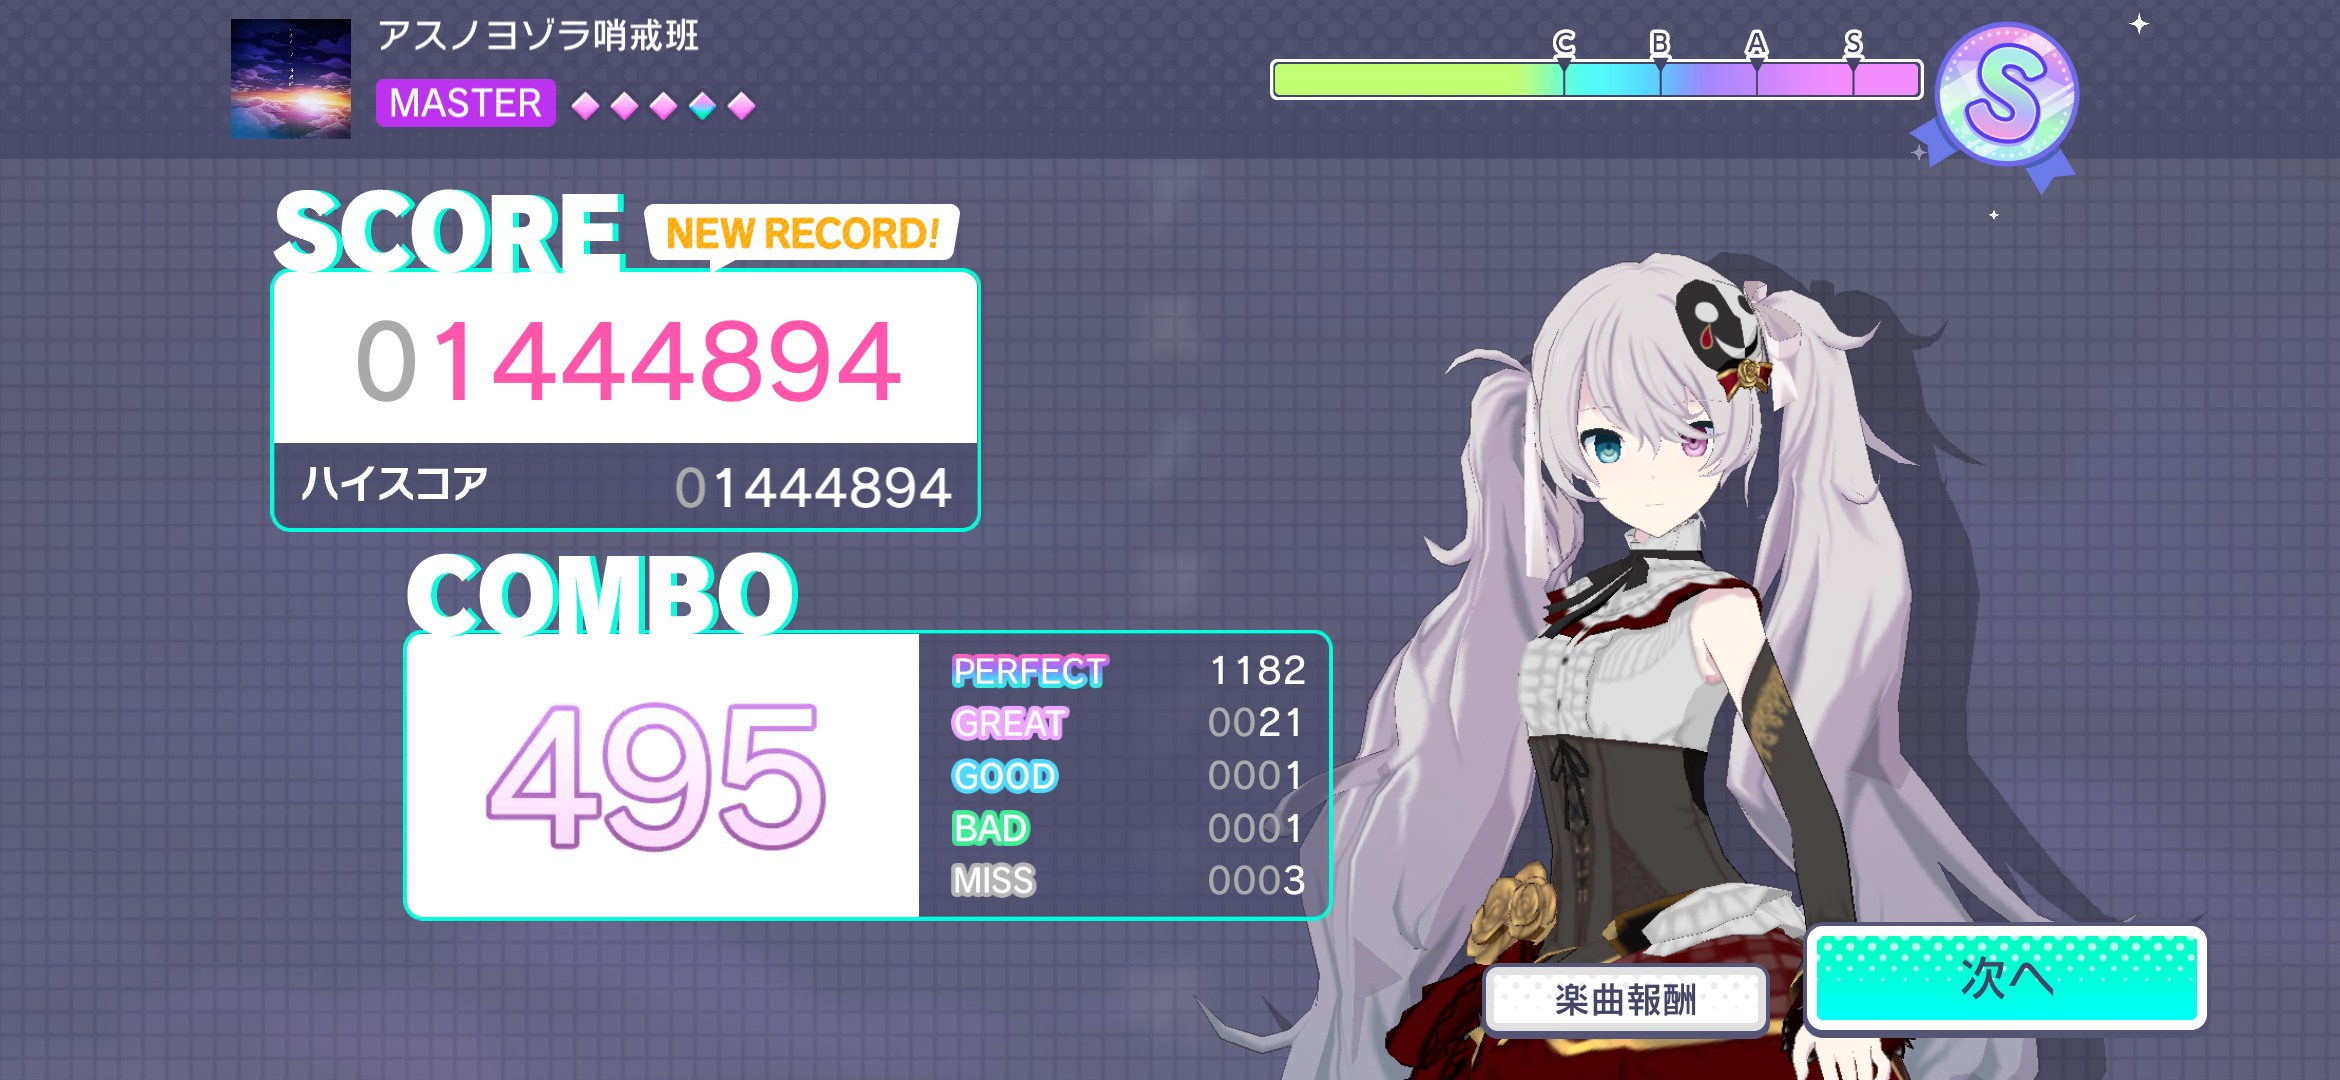 アスノヨゾラ哨戒班
MASTER
C B A S
S
SCORE
NEW RECORD!
01444894
ハイスコア 01444894
COMBO
495
PERFECT 1182
GREAT 0021
GOOD 0001
BAD 0001
MISS 0003
楽曲報酬
次へ